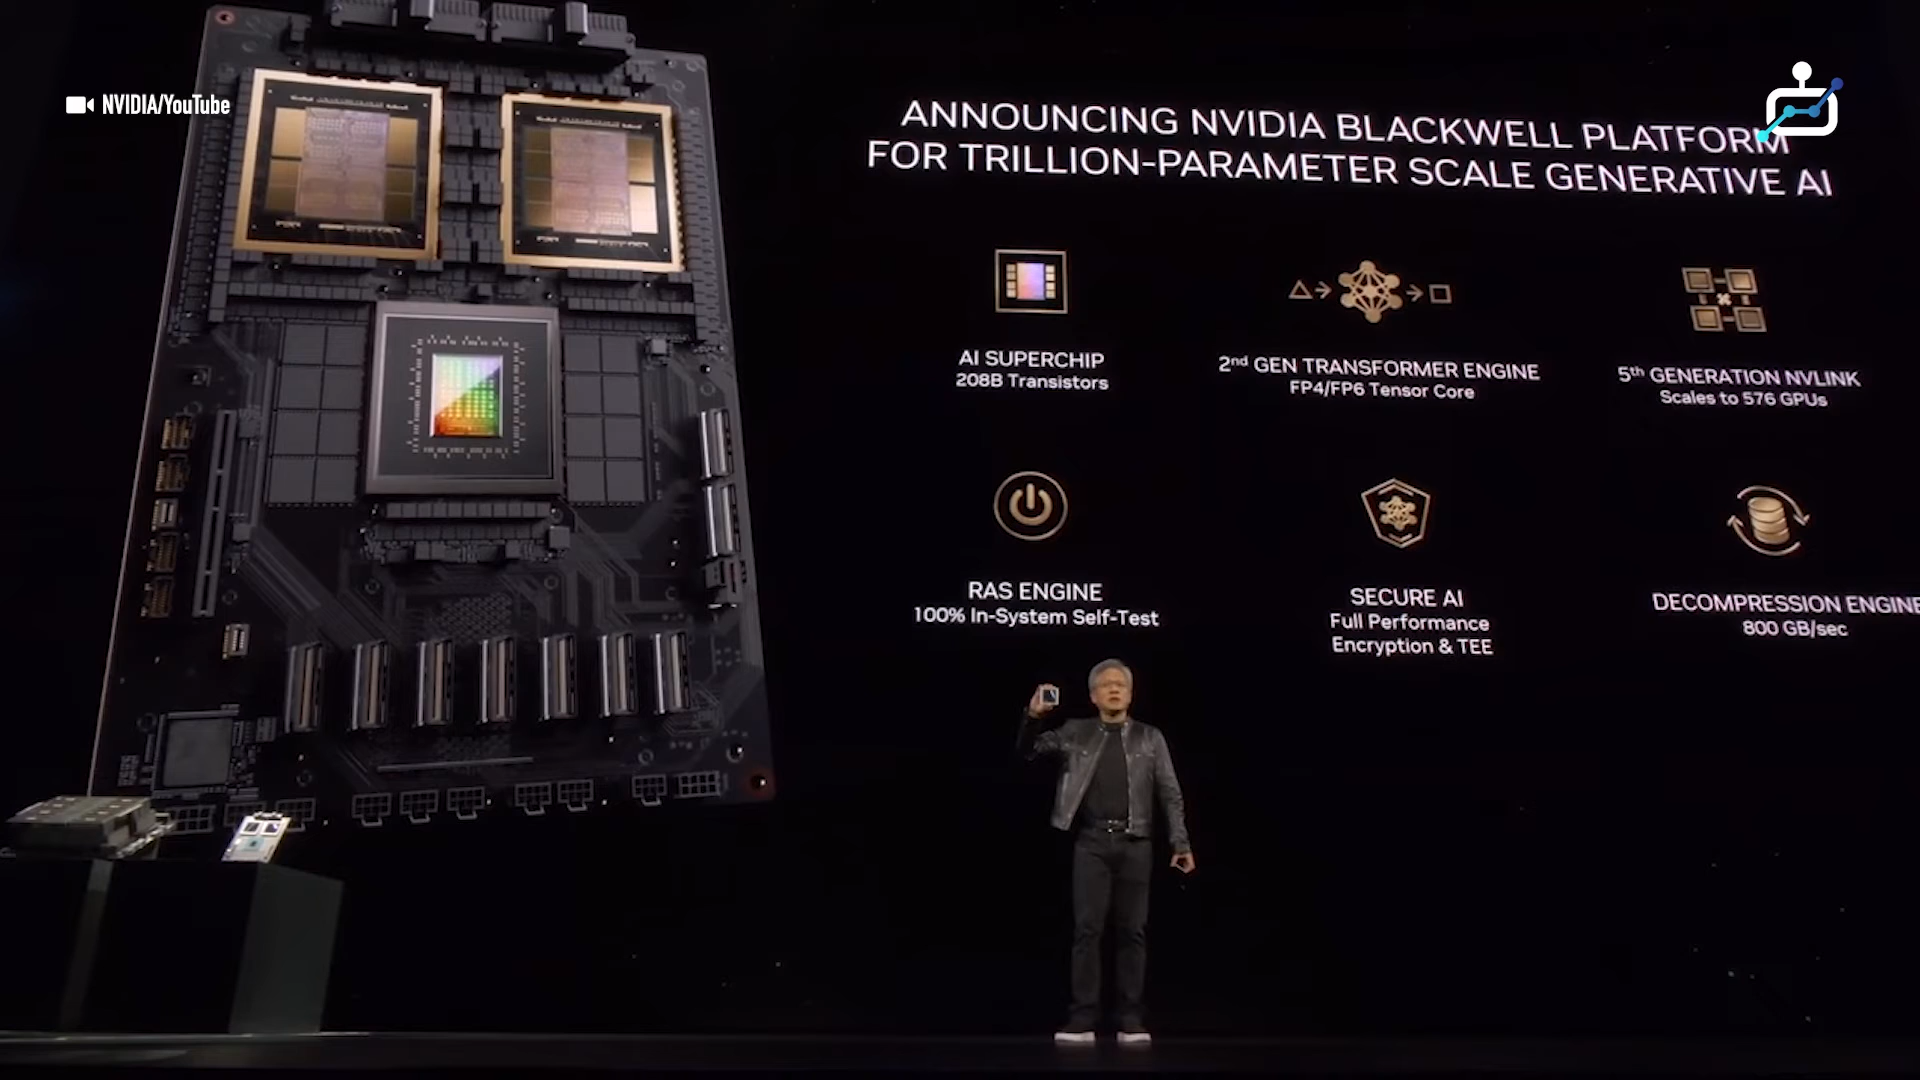 NVIDIA/YouTube
ANNOUNCING NVIDIA BLACKWELL PLATFORM
FOR TRILLION-PARAMETER SCALE GENERATIVE AI
AI SUPERCHIP
208B Transistors
2nd GEN TRANSFORMER ENGINE
FP4/FP6 Tensor Core
5th GENERATION NVLINK
Scales to 576 GPUs
RAS ENGINE
100% In-System Self-Test
SECURE AI
Full Performance
Encryption & TEE
DECOMPRESSION ENGINE
800 GB/sec